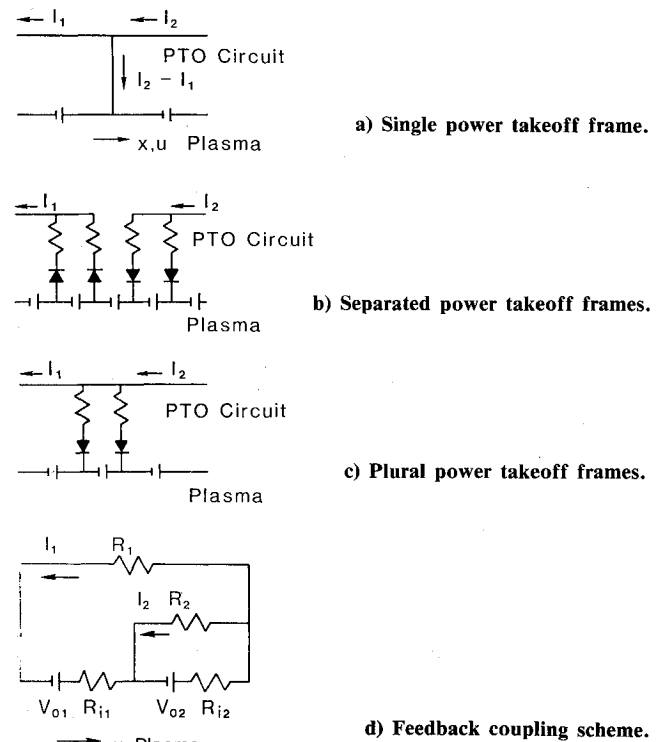 I₁ I₂
PTO Circuit
I₂ − I₁
x,u Plasma
a) Single power takeoff frame.
I₁ I₂
PTO Circuit
Plasma
b) Separated power takeoff frames.
I₁ I₂
PTO Circuit
Plasma
c) Plural power takeoff frames.
I₁ R₁
I₂ R₂
V₀₁ Rᵢ₁ V₀₂ Rᵢ₂
d) Feedback coupling scheme.
Plasma